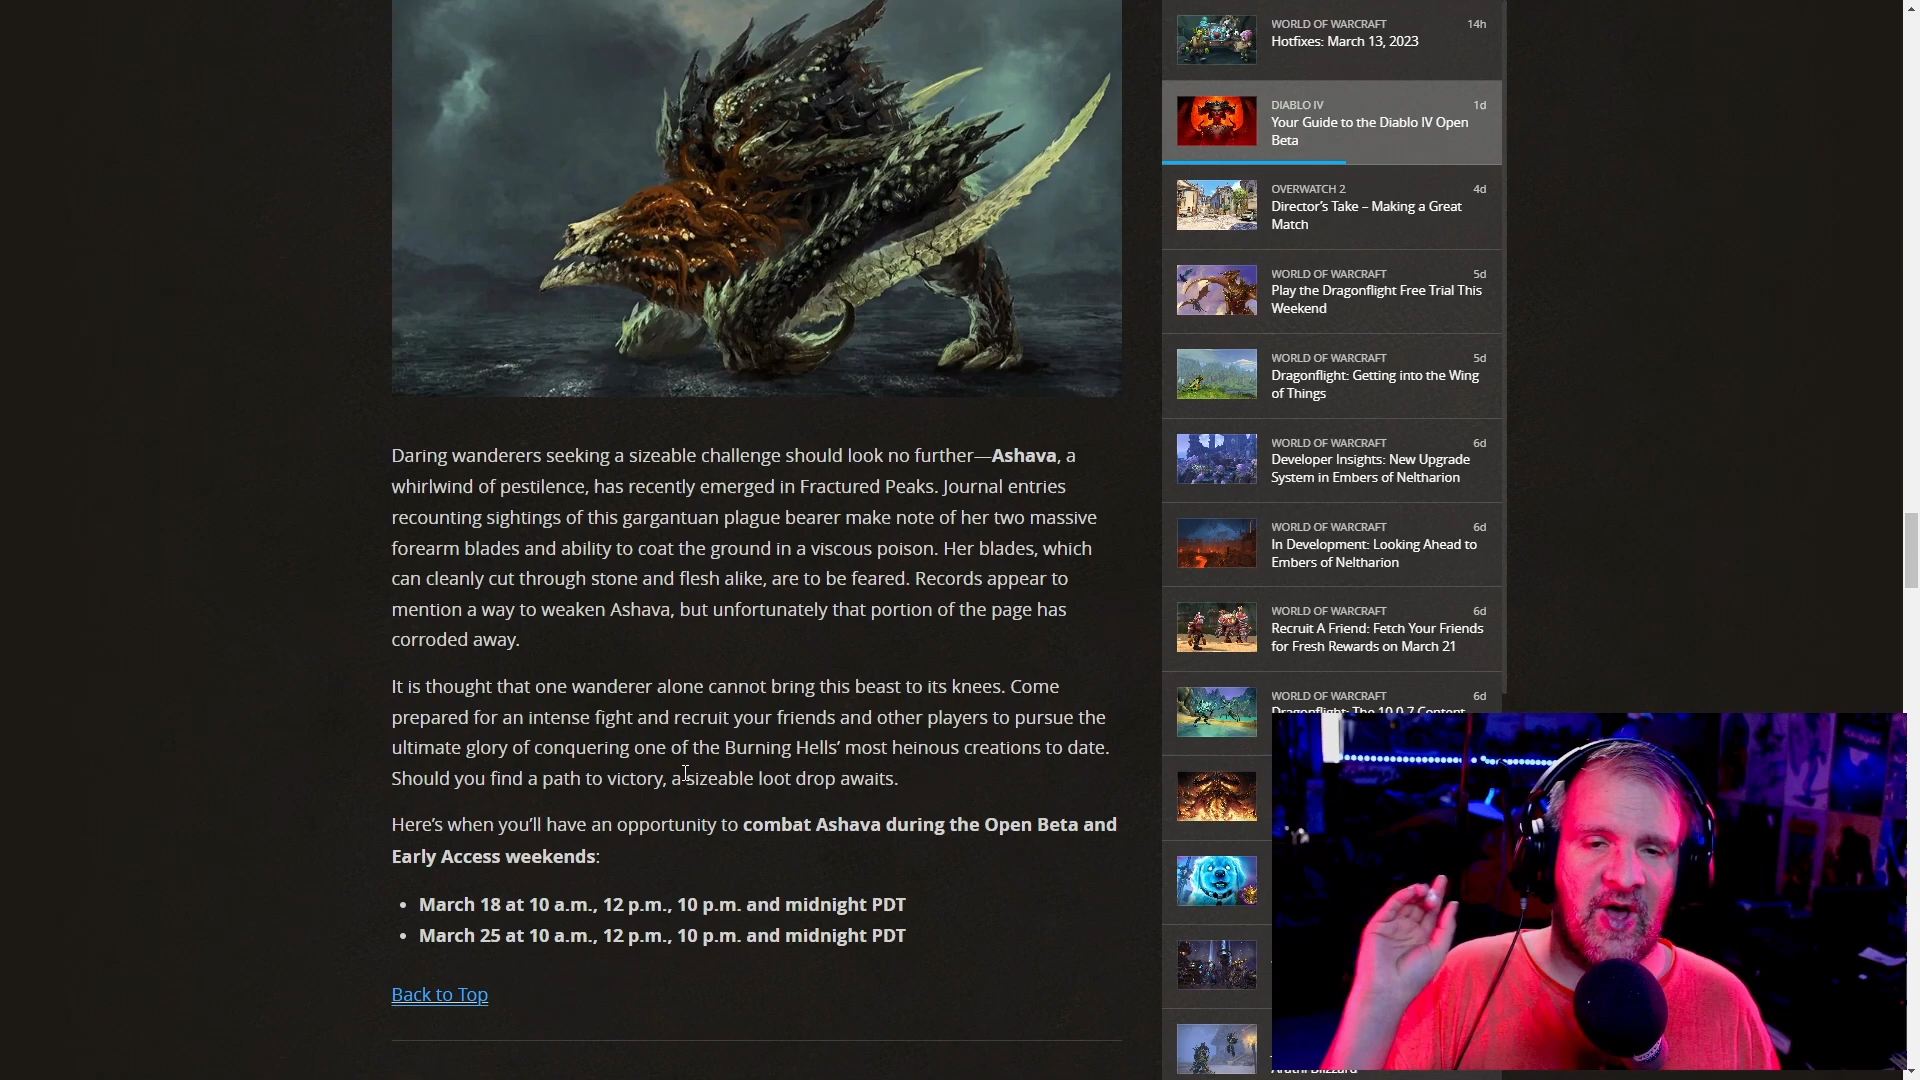 Daring wanderers seeking a sizeable challenge should look no further—Ashava, a
whirlwind of pestilence, has recently emerged in Fractured Peaks. Journal entries
recounting sightings of this gargantuan plague bearer make note of her two massive
forearm blades and ability to coat the ground in a viscous poison. Her blades, which
can cleanly cut through stone and flesh alike, are to be feared. Records appear to
mention a way to weaken Ashava, but unfortunately that portion of the page has
corroded away.
It is thought that one wanderer alone cannot bring this beast to its knees. Come
prepared for an intense fight and recruit your friends and other players to pursue the
ultimate glory of conquering one of the Burning Hells’ most heinous creations to date.
Should you find a path to victory, a sizeable loot drop awaits.
Here’s when you’ll have an opportunity to combat Ashava during the Open Beta and
Early Access weekends:
• March 18 at 10 a.m., 12 p.m., 10 p.m. and midnight PDT
• March 25 at 10 a.m., 12 p.m., 10 p.m. and midnight PDT
Back to Top
WORLD OF WARCRAFT 14h
Hotfixes: March 13, 2023
DIABLO IV 1d
Your Guide to the Diablo IV Open
Beta
OVERWATCH 2 4d
Director’s Take – Making a Great
Match
WORLD OF WARCRAFT 5d
Play the Dragonflight Free Trial This
Weekend
WORLD OF WARCRAFT 5d
Dragonflight: Getting into the Wing
of Things
WORLD OF WARCRAFT 6d
Developer Insights: New Upgrade
System in Embers of Neltharion
WORLD OF WARCRAFT 6d
In Development: Looking Ahead to
Embers of Neltharion
WORLD OF WARCRAFT 6d
Recruit A Friend: Fetch Your Friends
for Fresh Rewards on March 21
WORLD OF WARCRAFT 6d
Dragonflight: The 10.0.7 Content